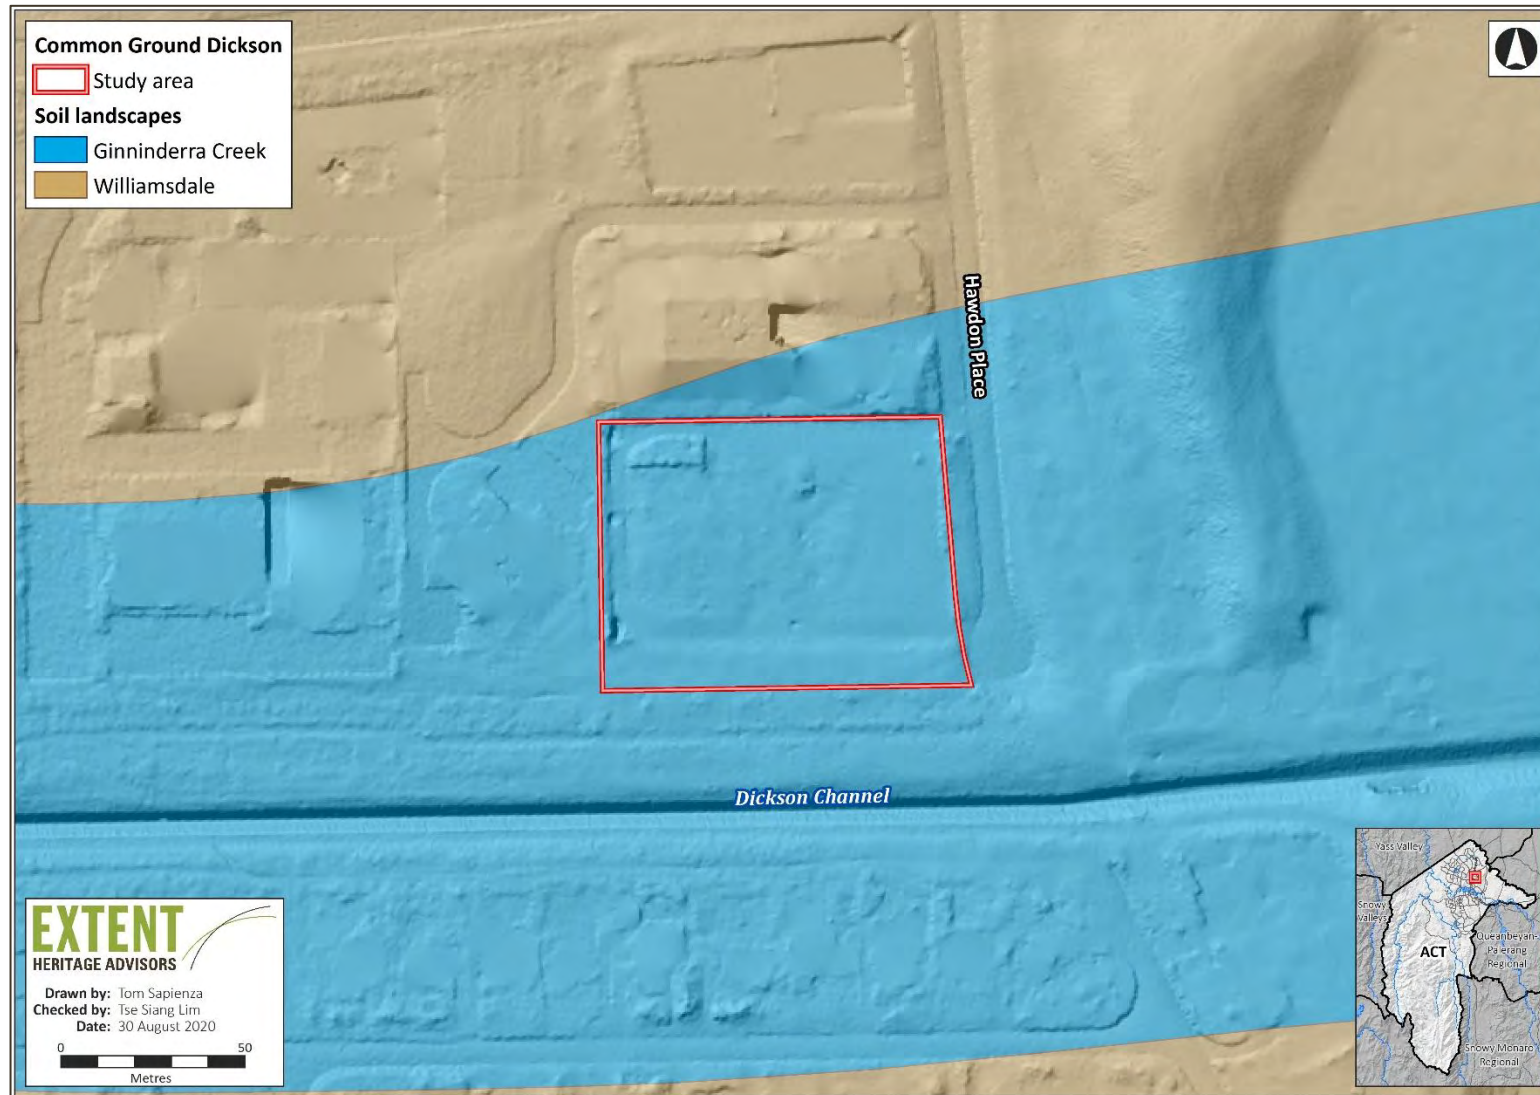 Common Ground Dickson
Study area
Soil landscapes
Ginninderra Creek
Williamsdale
Hawdon Place
Dickson Channel
EXTENT
HERITAGE ADVISORS
Drawn by: Tom Sapienza
Checked by: Tse Siang Lim
Date: 30 August 2020
0 50
Metres
Yass Valley
Snowy
Valleys
Queanbeyan-
Palerang
Regional
ACT
Snowy Monaro
Regional